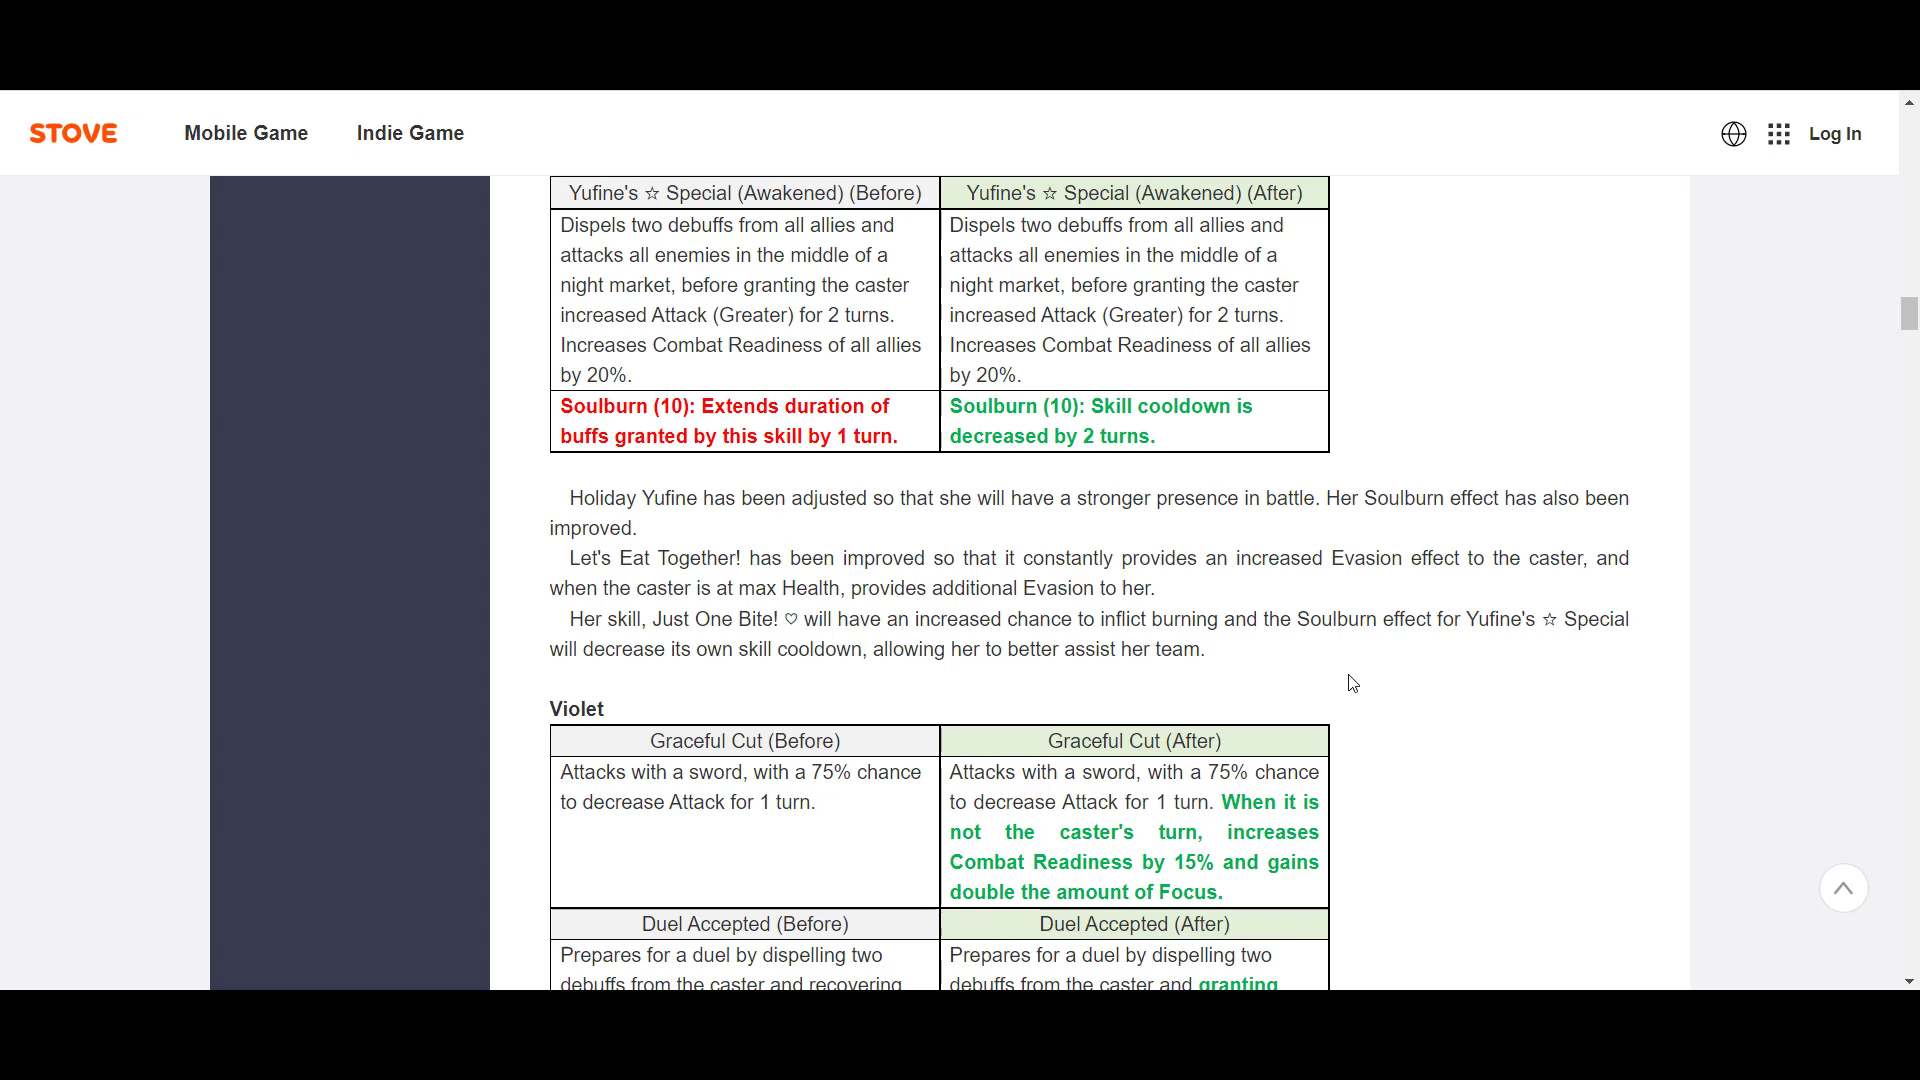 STOVE
Mobile Game
Indie Game
Log In
Yufine's ☆ Special (Awakened) (Before)
Dispels two debuffs from all allies and
attacks all enemies in the middle of a
night market, before granting the caster
increased Attack (Greater) for 2 turns.
Increases Combat Readiness of all allies
by 20%.
Soulburn (10): Extends duration of
buffs granted by this skill by 1 turn.
Yufine's ☆ Special (Awakened) (After)
Dispels two debuffs from all allies and
attacks all enemies in the middle of a
night market, before granting the caster
increased Attack (Greater) for 2 turns.
Increases Combat Readiness of all allies
by 20%.
Soulburn (10): Skill cooldown is
decreased by 2 turns.
Holiday Yufine has been adjusted so that she will have a stronger presence in battle. Her Soulburn effect has also been
improved.
Let's Eat Together! has been improved so that it constantly provides an increased Evasion effect to the caster, and
when the caster is at max Health, provides additional Evasion to her.
Her skill, Just One Bite! ♡ will have an increased chance to inflict burning and the Soulburn effect for Yufine's ☆ Special
will decrease its own skill cooldown, allowing her to better assist her team.
Violet
Graceful Cut (Before)
Attacks with a sword, with a 75% chance
to decrease Attack for 1 turn.
Graceful Cut (After)
Attacks with a sword, with a 75% chance
to decrease Attack for 1 turn. When it is
not the caster's turn, increases
Combat Readiness by 15% and gains
double the amount of Focus.
Duel Accepted (Before)
Prepares for a duel by dispelling two
debuffs from the caster and recovering
Duel Accepted (After)
Prepares for a duel by dispelling two
debuffs from the caster and granting